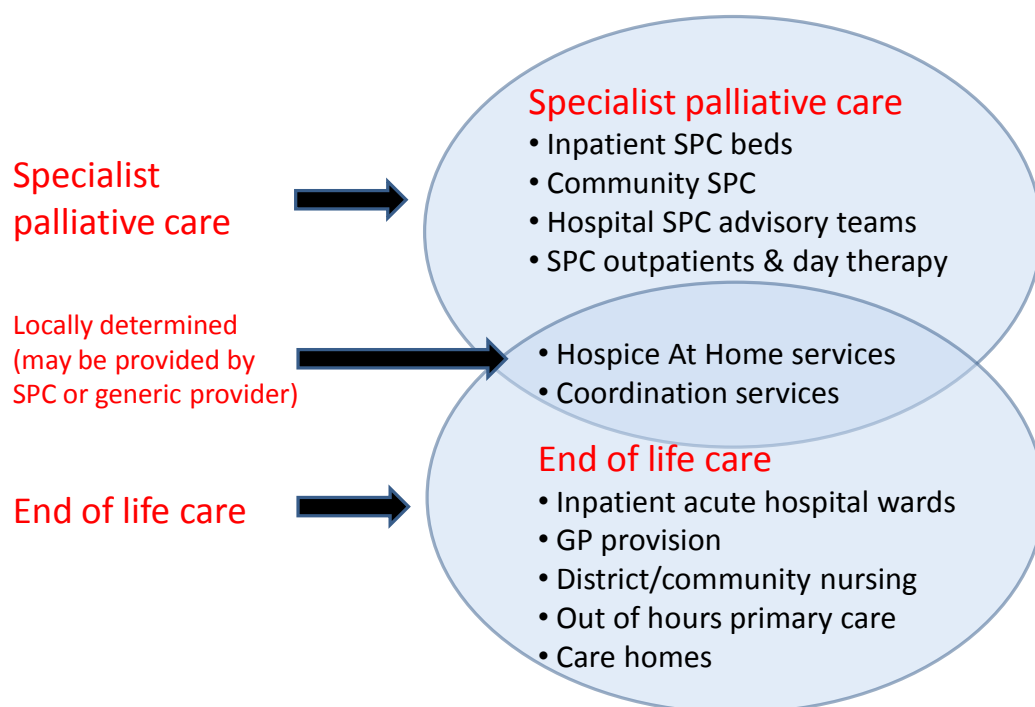 Specialist
palliative care
Locally determined
(may be provided by
SPC or generic provider)
End of life care
Specialist palliative care
• Inpatient SPC beds
• Community SPC
• Hospital SPC advisory teams
• SPC outpatients & day therapy
• Hospice At Home services
• Coordination services
End of life care
• Inpatient acute hospital wards
• GP provision
• District/community nursing
• Out of hours primary care
• Care homes